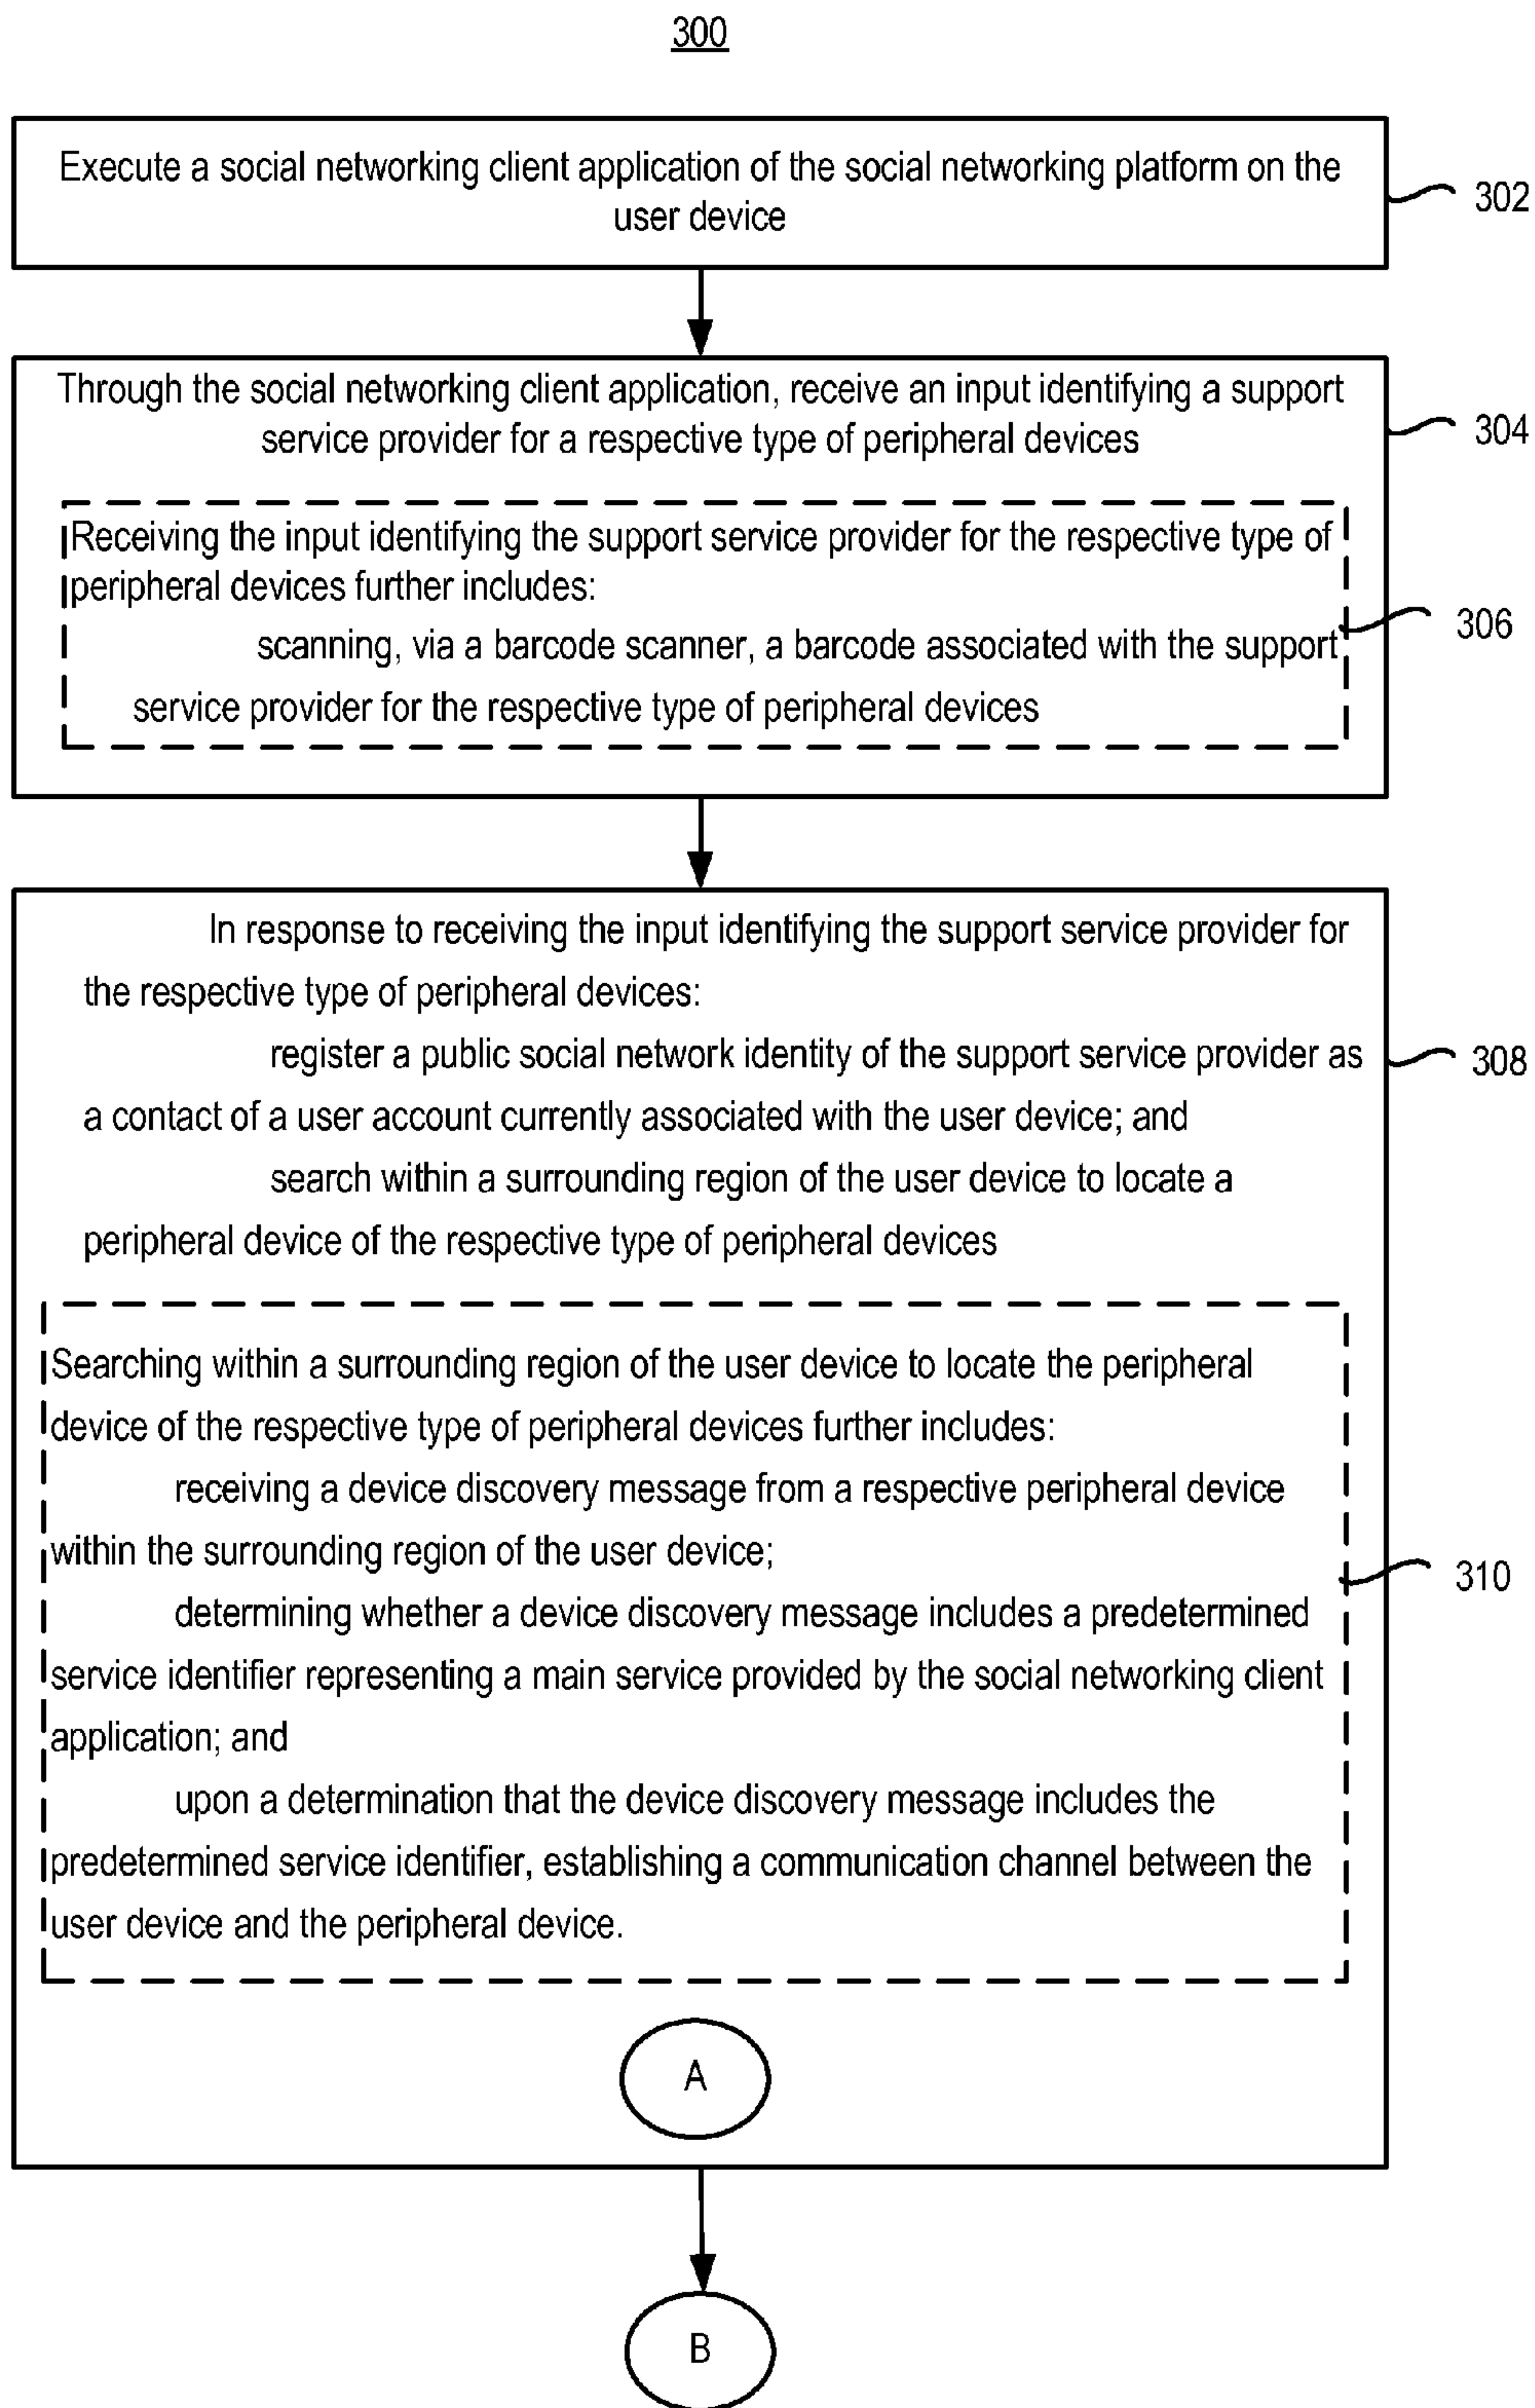 300
Execute a social networking client application of the social networking platform on the
user device
302
Through the social networking client application, receive an input identifying a support
service provider for a respective type of peripheral devices
304
Receiving the input identifying the support service provider for the respective type of
peripheral devices further includes:
scanning, via a barcode scanner, a barcode associated with the support
service provider for the respective type of peripheral devices
306
In response to receiving the input identifying the support service provider for
the respective type of peripheral devices:
register a public social network identity of the support service provider as
a contact of a user account currently associated with the user device; and
search within a surrounding region of the user device to locate a
peripheral device of the respective type of peripheral devices
308
Searching within a surrounding region of the user device to locate the peripheral
device of the respective type of peripheral devices further includes:
receiving a device discovery message from a respective peripheral device
within the surrounding region of the user device;
determining whether a device discovery message includes a predetermined
service identifier representing a main service provided by the social networking client
application; and
upon a determination that the device discovery message includes the
predetermined service identifier, establishing a communication channel between the
user device and the peripheral device.
310
A
B